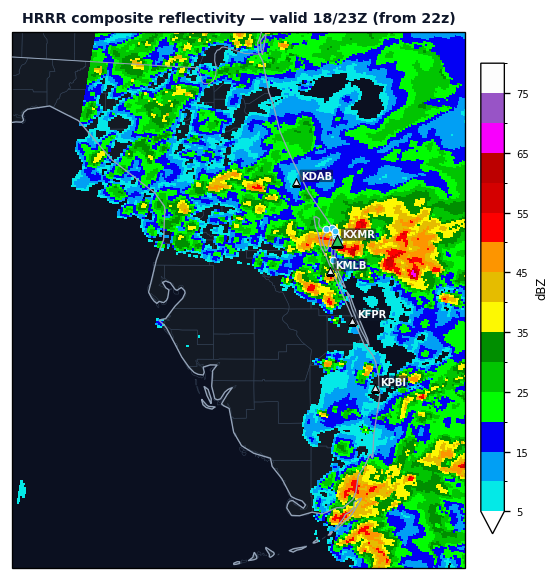 HRRR composite reflectivity — valid 18/23Z (from 22z)
KDAB
KXMR
KMLB
KFPR
KPBI
75
65
55
45
35
25
15
5
dBZ